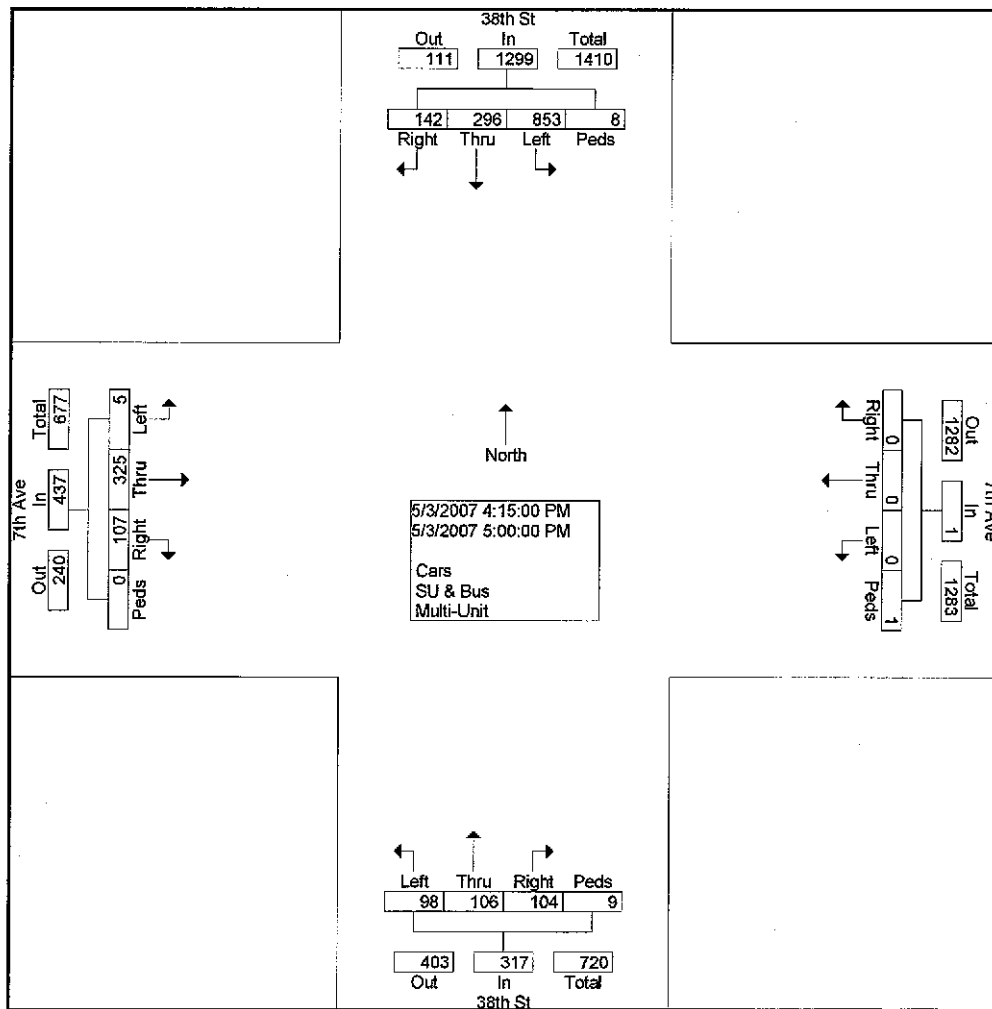 38th St
Out In Total
111 1299 1410
142 296 853 8
Right Thru Left Peds
7th Ave
Total In Out
677 437 240
5 325 107 0
Left Thru Right Peds
North
5/3/2007 4:15:00 PM
5/3/2007 5:00:00 PM
Cars
SU & Bus
Multi-Unit
Right Thru Left Peds
0 0 0 1
Out In Total
1282 1 1283
7th Ave
Left Thru Right Peds
98 106 104 9
403 317 720
Out In Total
38th St